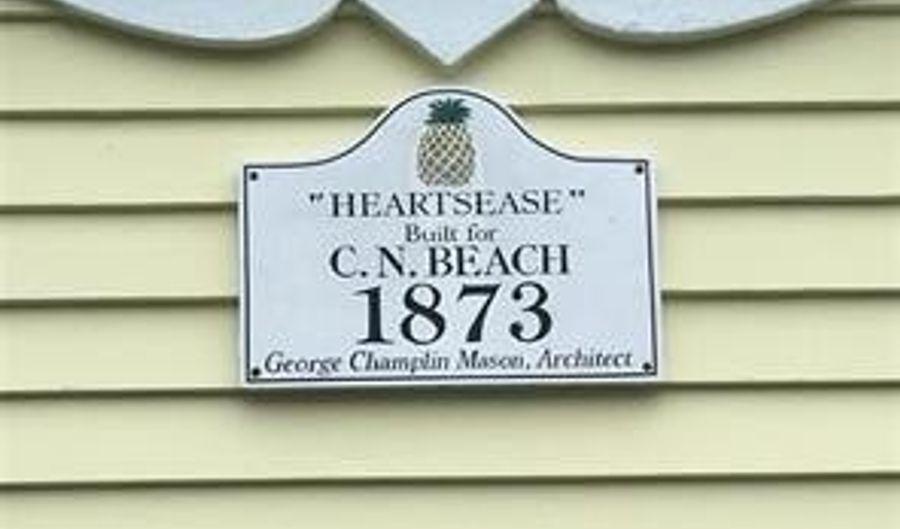 "HEARTSEASE"
Built for
C. N. BEACH
1873
George Champlin Mason, Architect